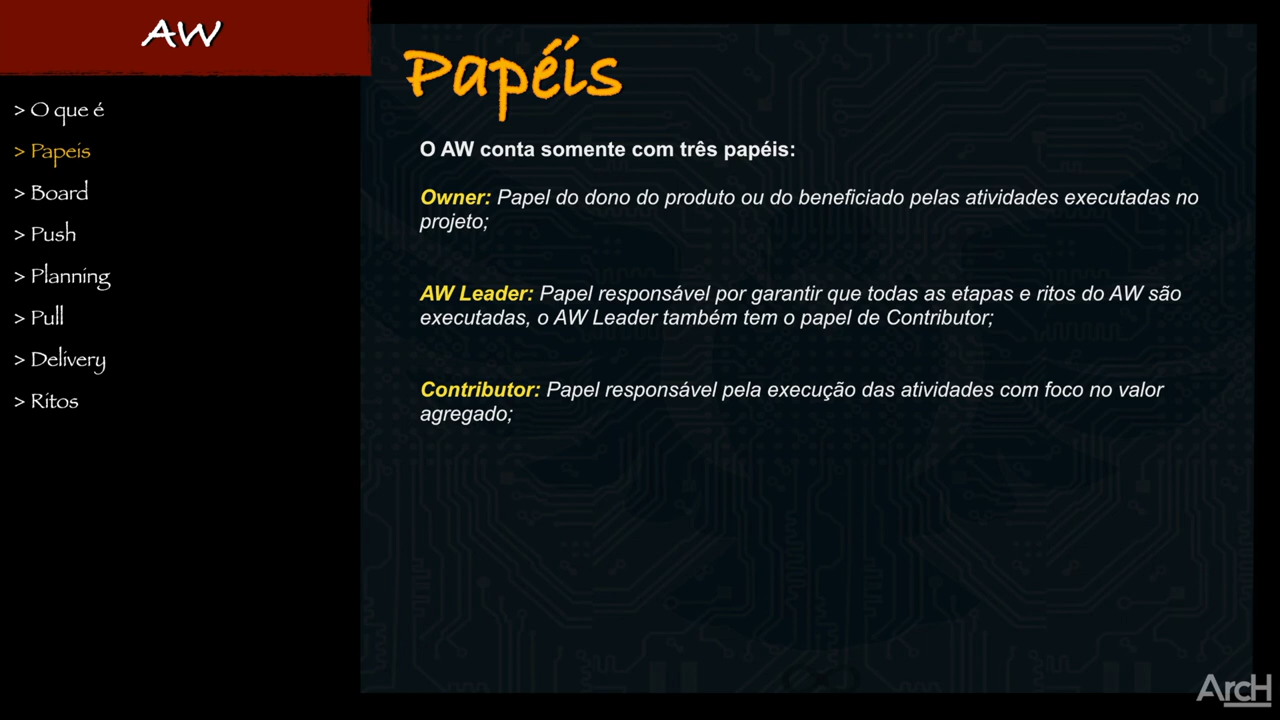 AW
> O que é
> Papeis
> Board
> Push
> Planning
> Pull
> Delivery
> Ritos
Papéis
O AW conta somente com três papéis:
Owner: Papel do dono do produto ou do beneficiado pelas atividades executadas no
projeto;
AW Leader: Papel responsável por garantir que todas as etapas e ritos do AW são
executadas, o AW Leader também tem o papel de Contributor;
Contributor: Papel responsável pela execução das atividades com foco no valor
agregado;
ArcH